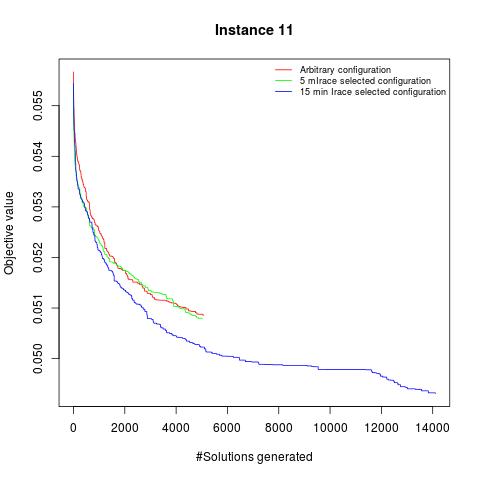 Instance 11
Arbitrary configuration
5 mIrace selected configuration
15 min Irace selected configuration
Objective value
0.055
0.054
0.053
0.052
0.051
0.050
0 2000 4000 6000 8000 10000 12000 14000
#Solutions generated